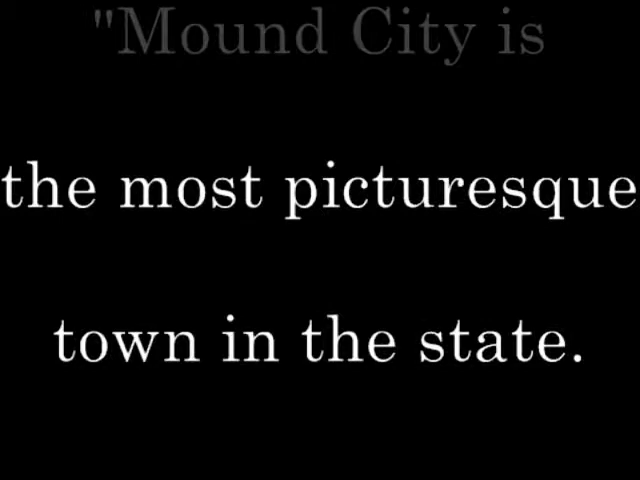 "Mound City is
the most picturesque
town in the state.